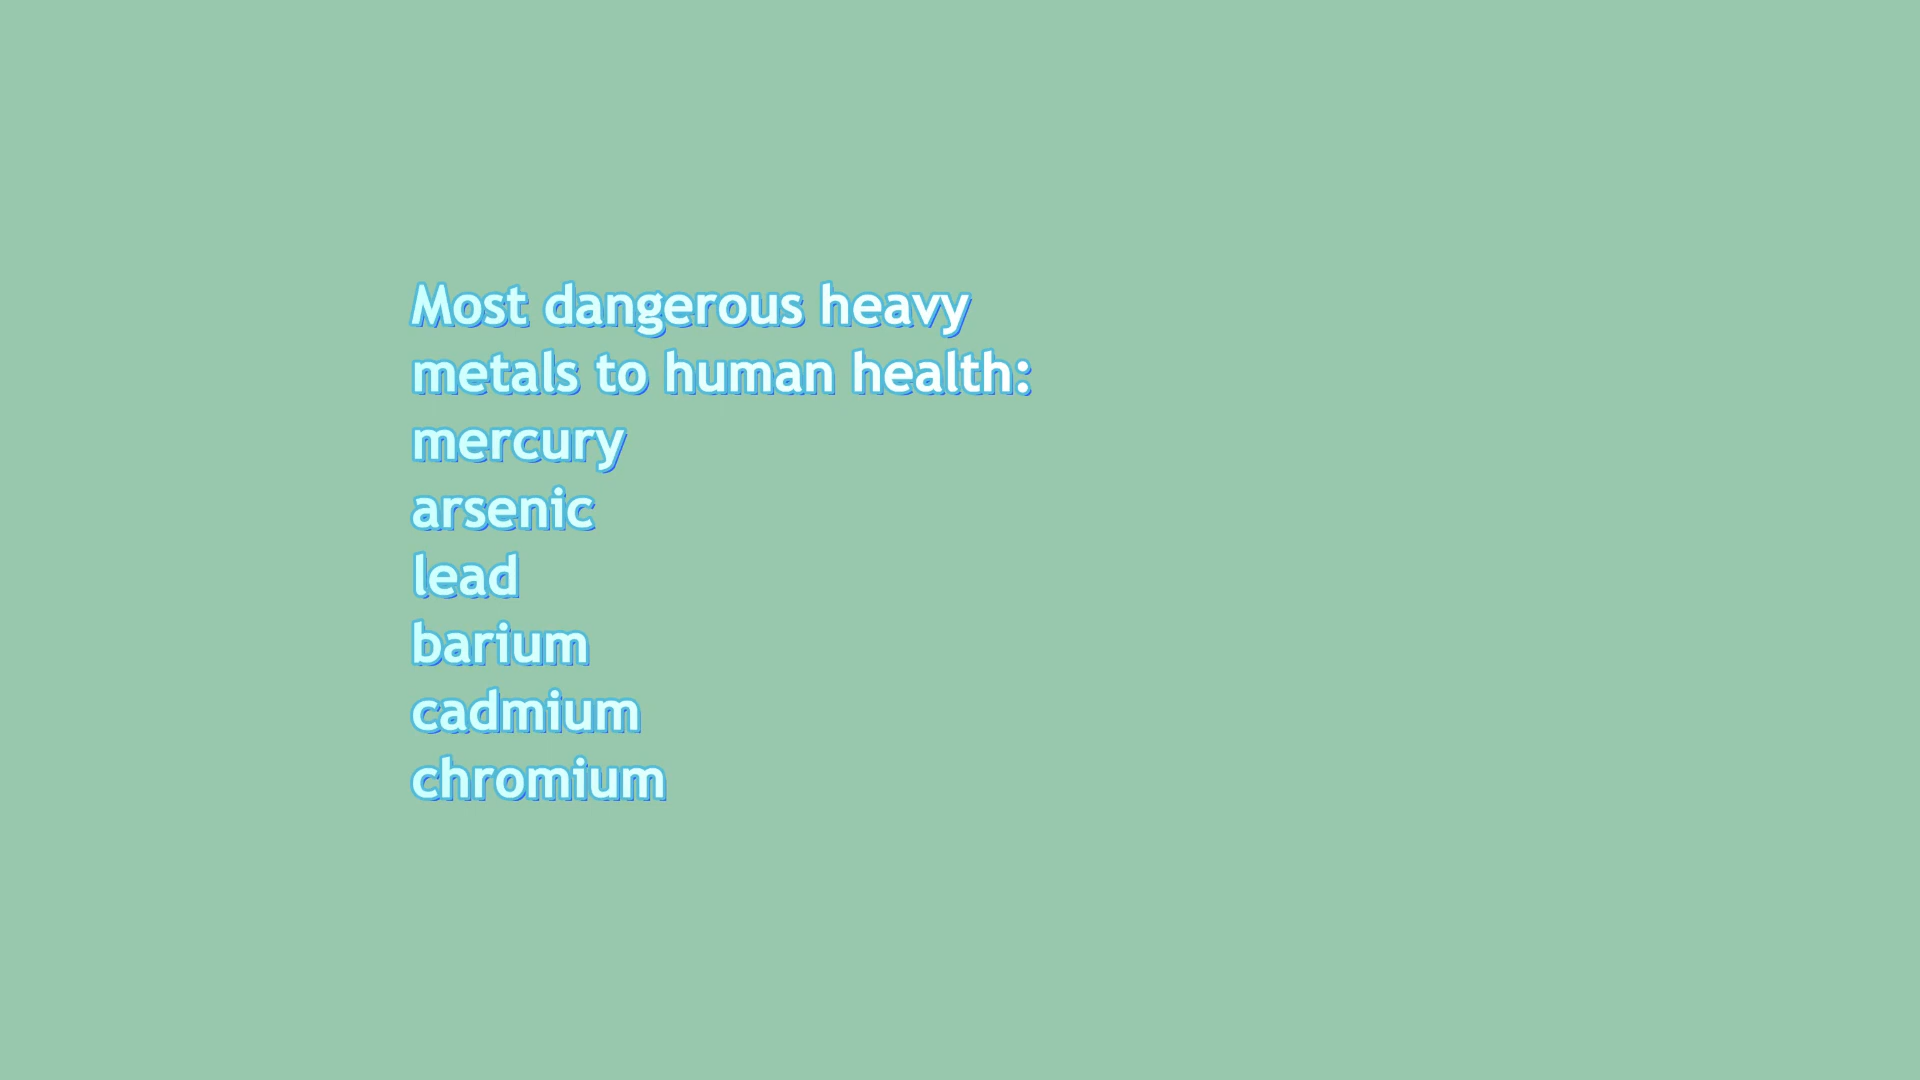 Most dangerous heavy
metals to human health:
mercury
arsenic
lead
barium
cadmium
chromium